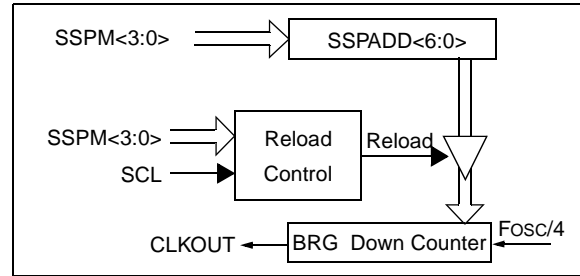 SSPM<3:0>
SSPADD<6:0>
SSPM<3:0>
SCL
Reload
Control
Reload
CLKOUT
BRG Down Counter
FOSC/4